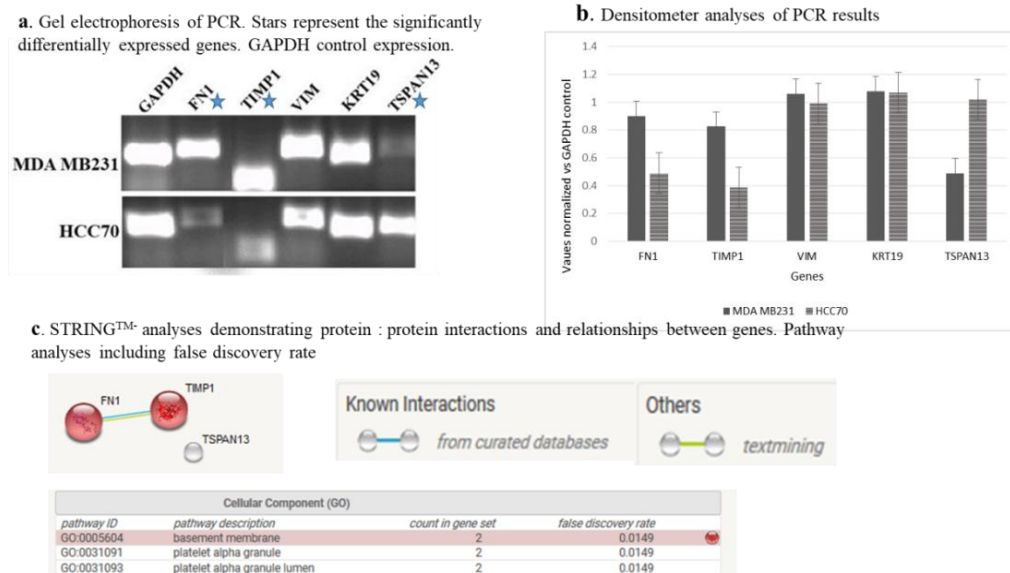 a. Gel electrophoresis of PCR. Stars represent the significantly
differentially expressed genes. GAPDH control expression.
GAPDH
FN1
TIMP1
VIM
KRT19
TSPAN13
MDA MB231
HCC70
b. Densitometer analyses of PCR results
Vaues normalized vs GAPDH control
1.4
1.2
1
0.8
0.6
0.4
0.2
0
FN1
TIMP1
VIM
KRT19
TSPAN13
Genes
MDA MB231
HCC70
c. STRING™- analyses demonstrating protein : protein interactions and relationships between genes. Pathway
analyses including false discovery rate
FN1
TIMP1
TSPAN13
Known Interactions
from curated databases
Others
textmining
Cellular Component (GO)
pathway ID pathway description count in gene set false discovery rate
GO:0005604 basement membrane 2 0.0149
GO:0031091 platelet alpha granule 2 0.0149
GO:0031093 platelet alpha granule lumen 2 0.0149